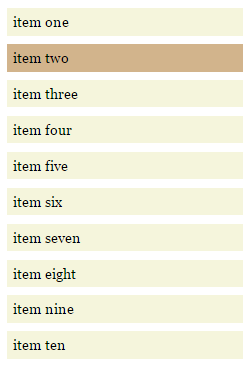 item one
item two
item three
item four
item five
item six
item seven
item eight
item nine
item ten